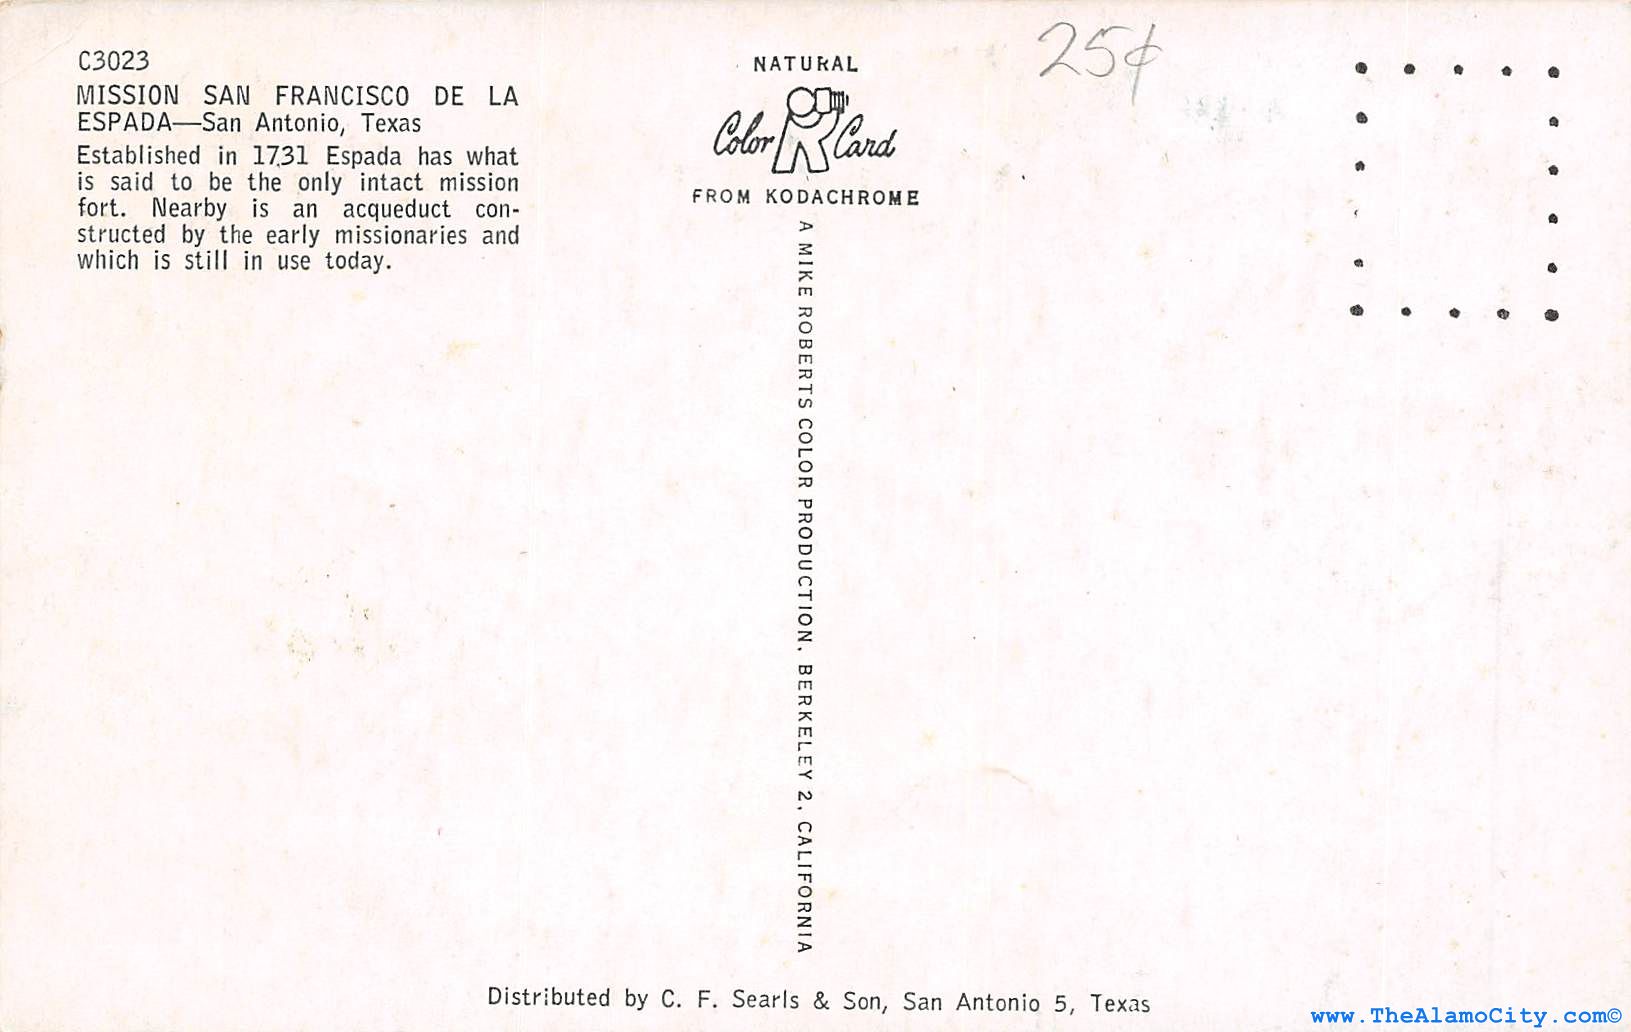 C3023
MISSION SAN FRANCISCO DE LA
ESPADA—San Antonio, Texas
Established in 1731 Espada has what
is said to be the only intact mission
fort. Nearby is an acqueduct con-
structed by the early missionaries and
which is still in use today.
NATURAL
Color Card
FROM KODACHROME
A MIKE ROBERTS COLOR PRODUCTION, BERKELEY 2, CALIFORNIA
25¢
Distributed by C. F. Searls & Son, San Antonio 5, Texas
www.TheAlamoCity.com©